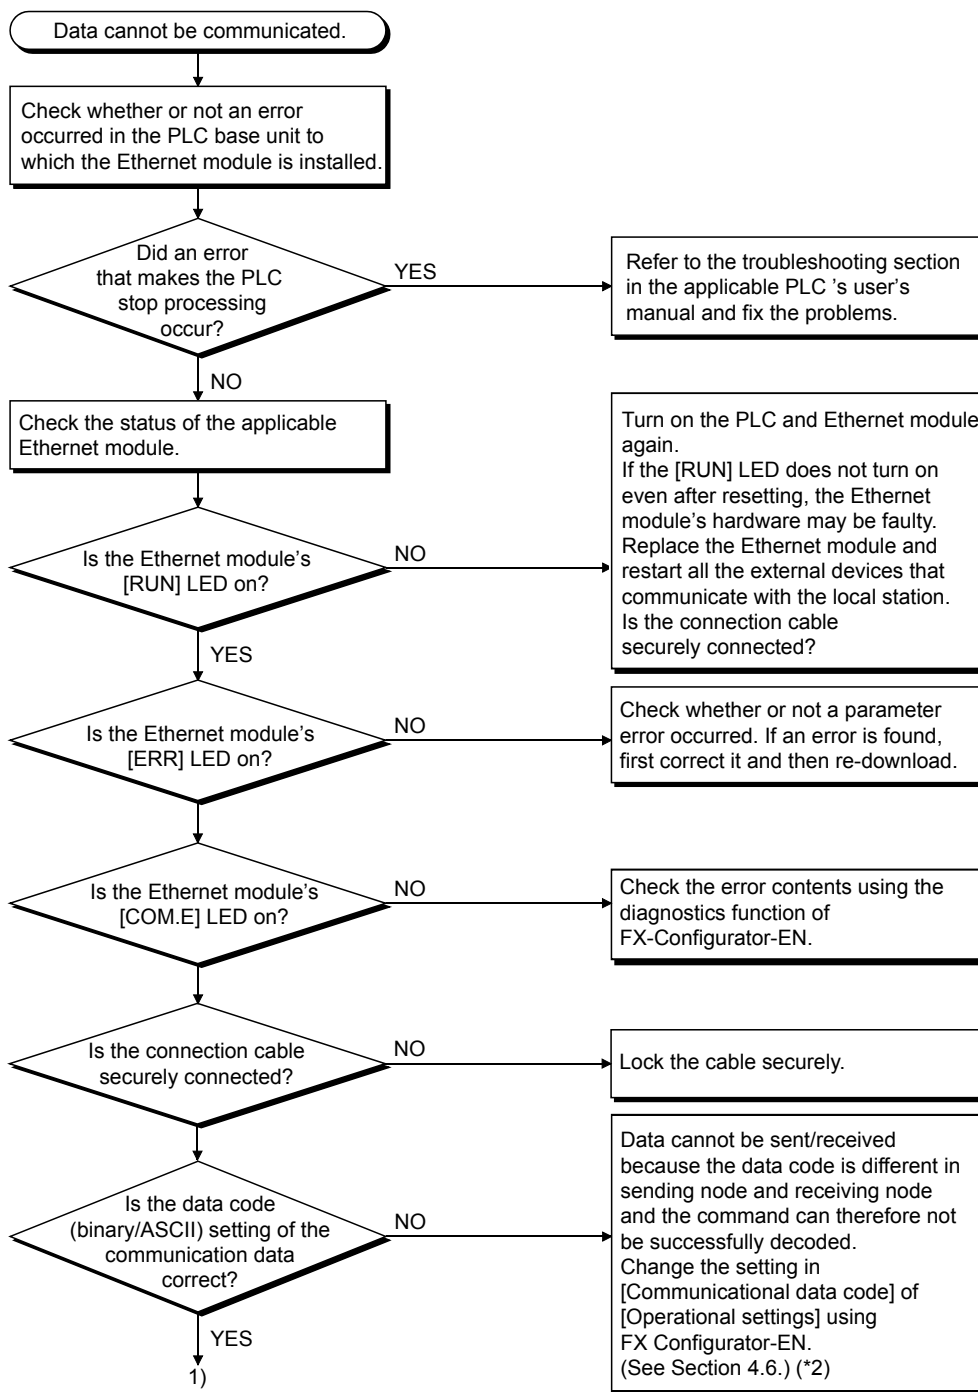 Data cannot be communicated.
Check whether or not an error
occurred in the PLC base unit to
which the Ethernet module is installed.
Did an error
that makes the PLC
stop processing
occur?
YES
Refer to the troubleshooting section
in the applicable PLC 's user's
manual and fix the problems.
NO
Check the status of the applicable
Ethernet module.
Is the Ethernet module's
[RUN] LED on?
NO
Turn on the PLC and Ethernet module
again.
If the [RUN] LED does not turn on
even after resetting, the Ethernet
module's hardware may be faulty.
Replace the Ethernet module and
restart all the external devices that
communicate with the local station.
Is the connection cable
securely connected?
YES
Is the Ethernet module's
[ERR] LED on?
NO
Check whether or not a parameter
error occurred. If an error is found,
first correct it and then re-download.
Is the Ethernet module's
[COM.E] LED on?
NO
Check the error contents using the
diagnostics function of
FX-Configurator-EN.
Is the connection cable
securely connected?
NO
Lock the cable securely.
Is the data code
(binary/ASCII) setting of the
communication data
correct?
NO
Data cannot be sent/received
because the data code is different in
sending node and receiving node
and the command can therefore not
be successfully decoded.
Change the setting in
[Communicational data code] of
[Operational settings] using
FX Configurator-EN.
(See Section 4.6.) (*2)
YES
1)